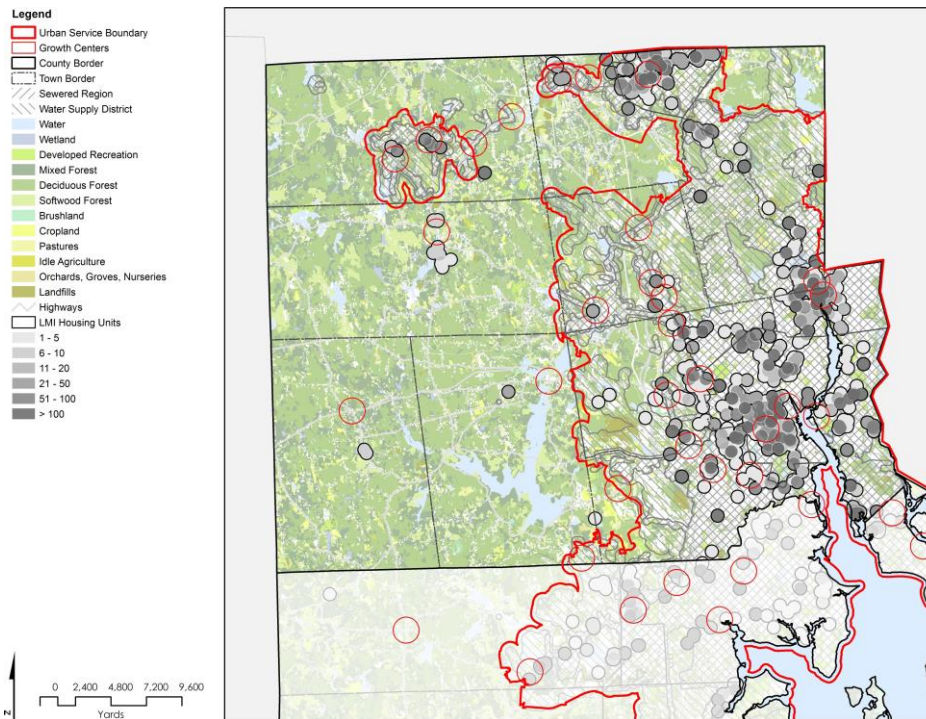 Legend
Urban Service Boundary
Growth Centers
County Border
Town Border
Sewered Region
Water Supply District
Water
Wetland
Developed Recreation
Mixed Forest
Deciduous Forest
Softwood Forest
Brushland
Cropland
Pastures
Idle Agriculture
Orchards, Groves, Nurseries
Landfills
Highways
LMI Housing Units
1 - 5
6 - 10
11 - 20
21 - 50
51 - 100
> 100
0 2,400 4,800 7,200 9,600
Yards
N